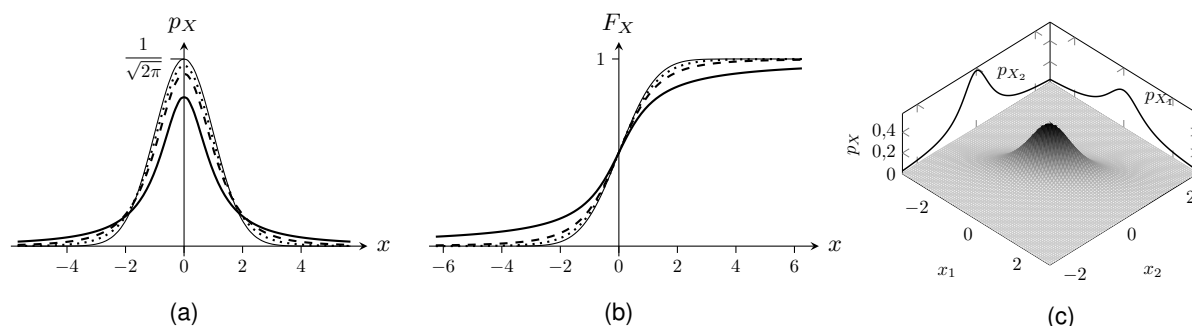 p_X
1
√2π
−4 −2 0 2 4 x
(a)
F_X
1
−6 −4 −2 0 2 4 6 x
(b)
p_{X_2}
p_{X_1}
p_X
0,4
0,2
0
−2
0
2
x_1
−2
0
2
x_2
(c)